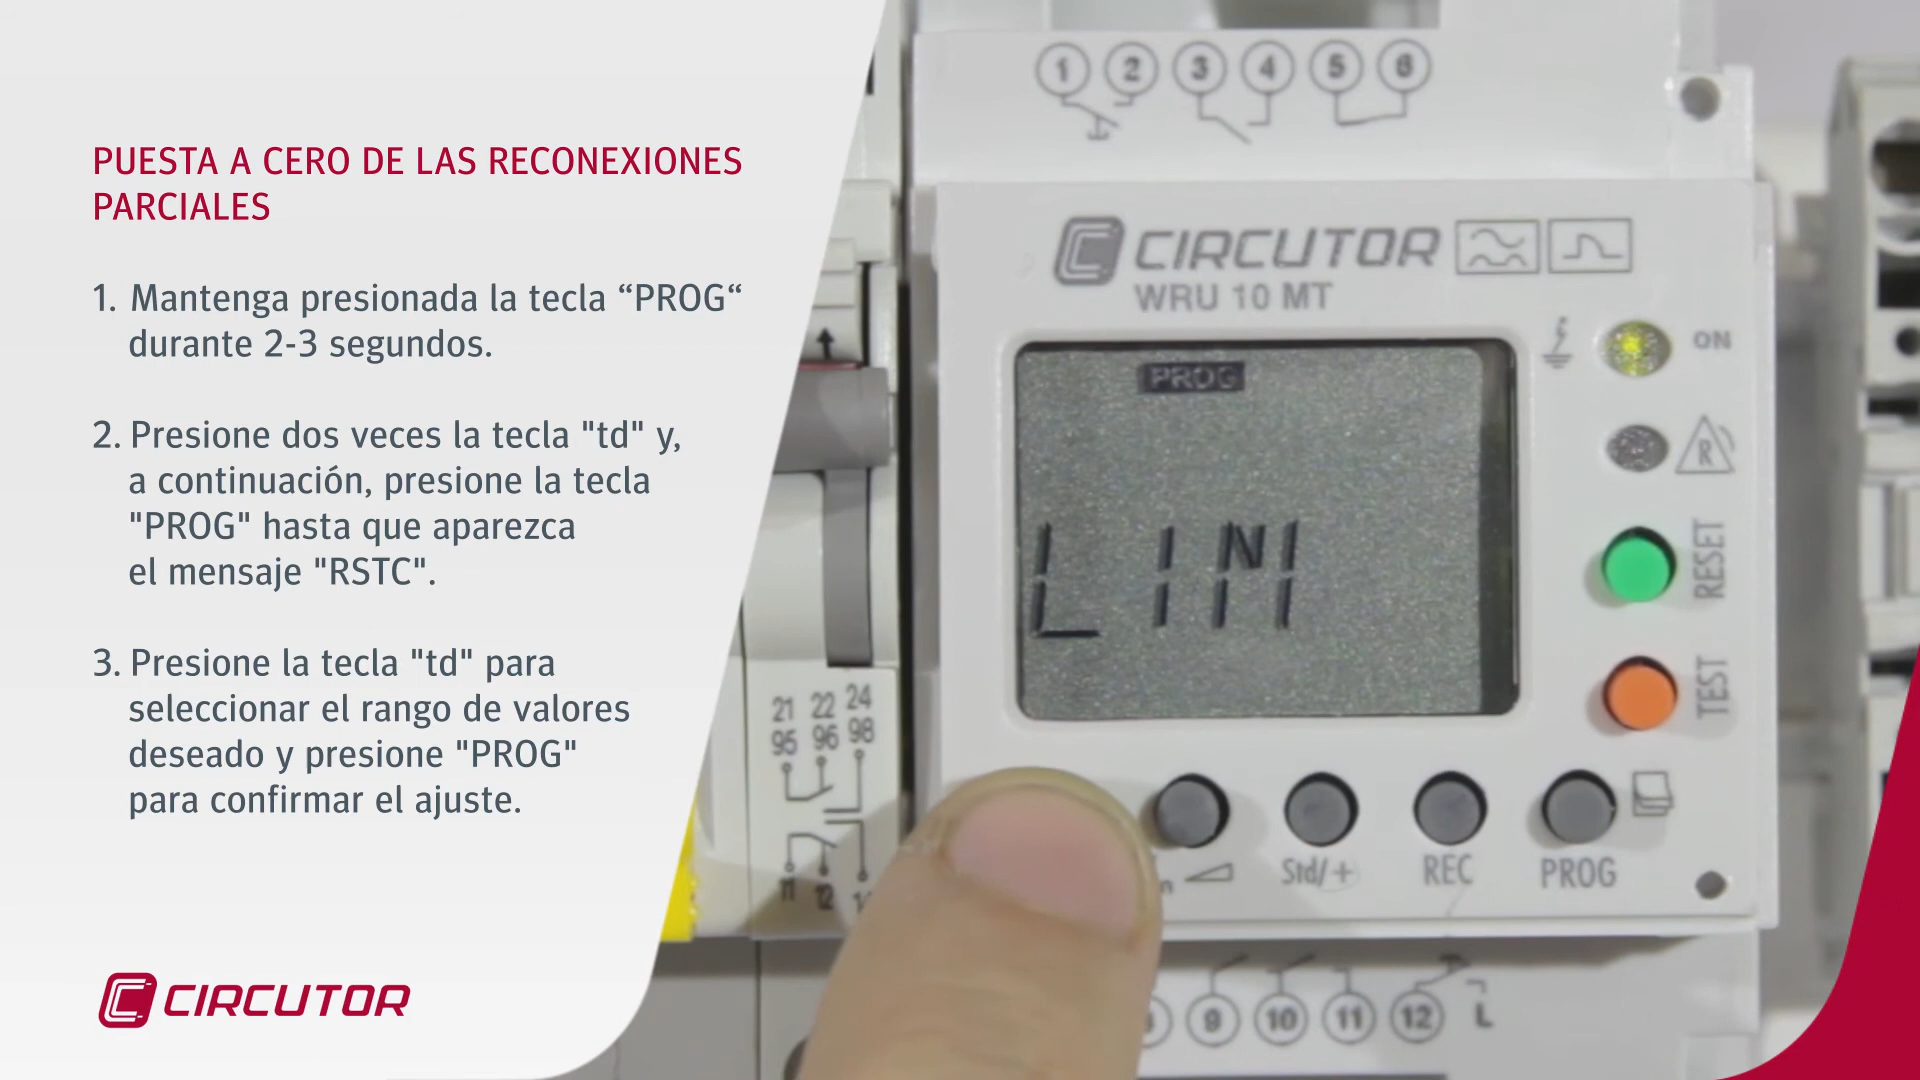 PUESTA A CERO DE LAS RECONEXIONES
PARCIALES
1. Mantenga presionada la tecla “PROG“
durante 2-3 segundos.
2. Presione dos veces la tecla "td" y,
a continuación, presione la tecla
"PROG" hasta que aparezca
el mensaje "RSTC".
3. Presione la tecla "td" para
seleccionar el rango de valores
deseado y presione "PROG"
para confirmar el ajuste.
CIRCUTOR
1 2 3 4 5 6
CIRCUTOR
WRU 10 MT
ON
PROG
R
LIM
RESET
TEST
Std/+ REC PROG
21 22 24
95 96 98
11 12
9 10 11 12 L